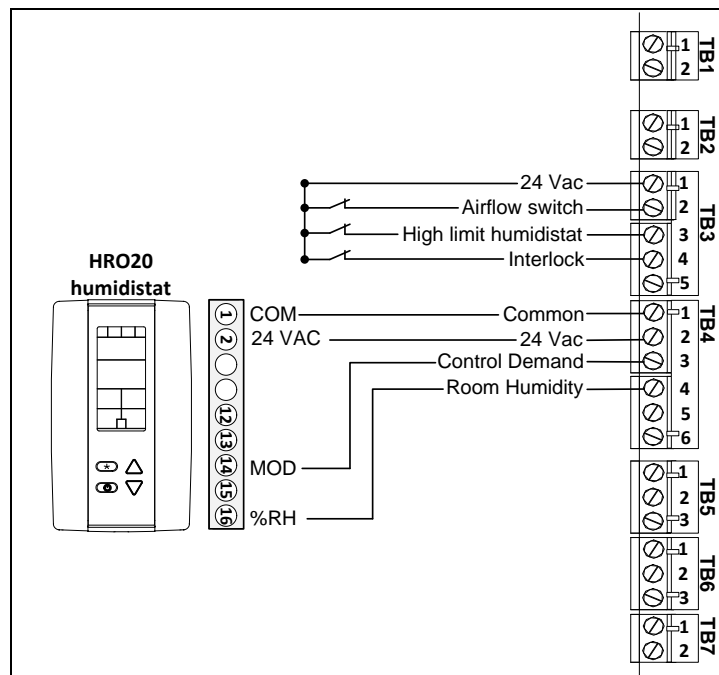 1
TB1
2
1
TB2
2
24 Vac
1
Airflow switch
2
TB3
High limit humidistat
3
Interlock
4
5
HRO20
humidistat
1
COM
Common
1
TB4
2
24 VAC
24 Vac
2
Control Demand
3
Room Humidity
4
12
5
13
6
14
MOD
15
16
%RH
1
2
TB5
3
1
2
TB6
3
1
TB7
2